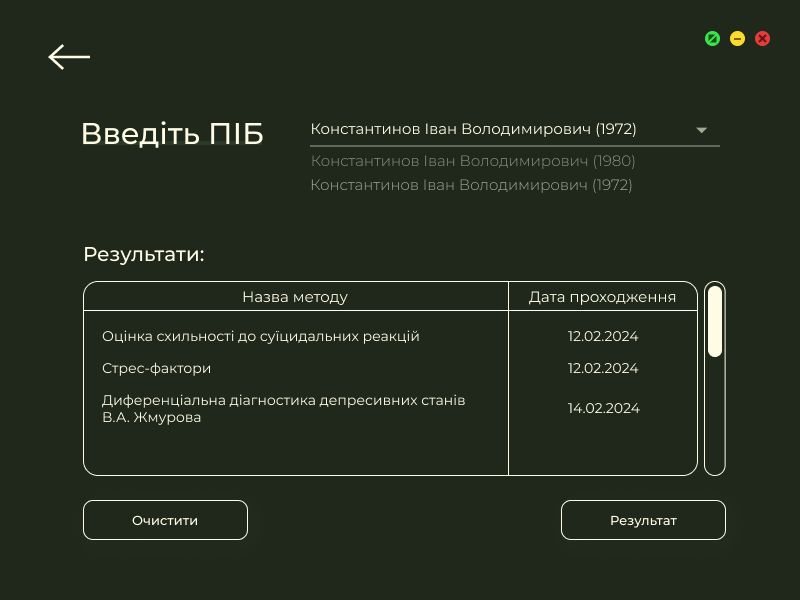 Введіть ПІБ
Константинов Іван Володимирович (1972)
Константинов Іван Володимирович (1980)
Константинов Іван Володимирович (1972)
Результати:
Назва методу Дата проходження
Оцінка схильності до суїцидальних реакцій 12.02.2024
Стрес-фактори 12.02.2024
Диференціальна діагностика депресивних станів
В.А. Жмурова 14.02.2024
Очистити Результат